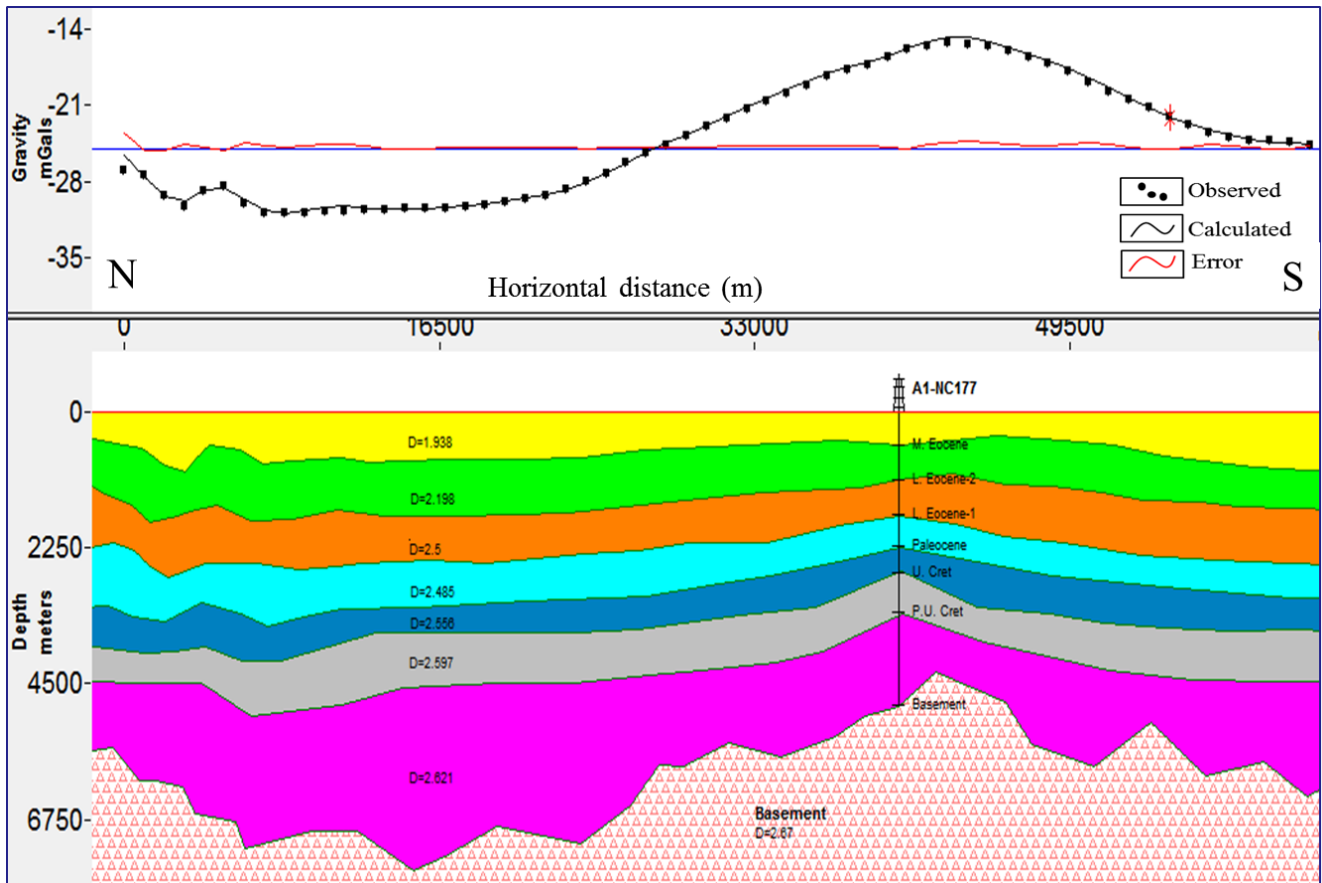 -14
-21
-28
-35
Gravity
mGals
Observed
Calculated
Error
N
S
Horizontal distance (m)
0
16500
33000
49500
A1-NC177
0
2250
4500
6750
Depth
meters
D=1.938
M. Eocene
L. Eocene-2
D=2.198
L. Eocene-1
D=2.5
Paleocene
U. Cret
D=2.485
P.U. Cret
D=2.556
D=2.597
Basement
D=2.621
Basement
D=2.67